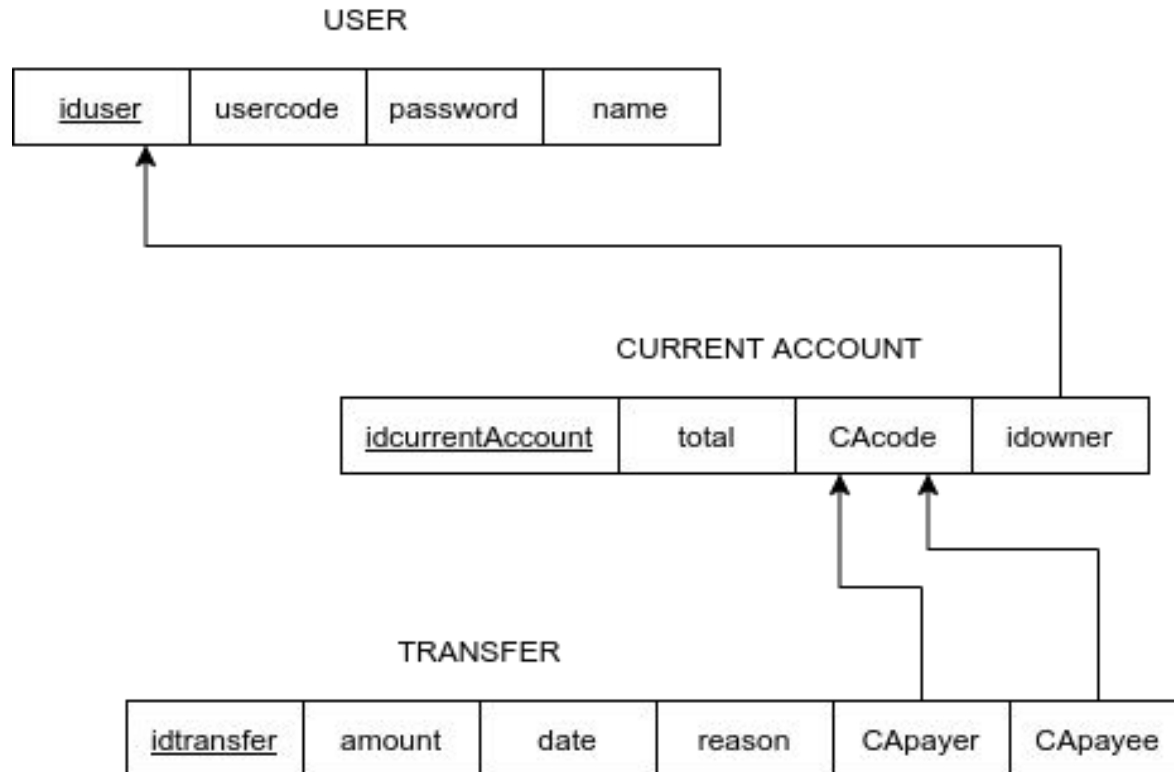 USER
iduser usercode password name
CURRENT ACCOUNT
idcurrentAccount total CAcode idowner
TRANSFER
idtransfer amount date reason CApayer CApayee